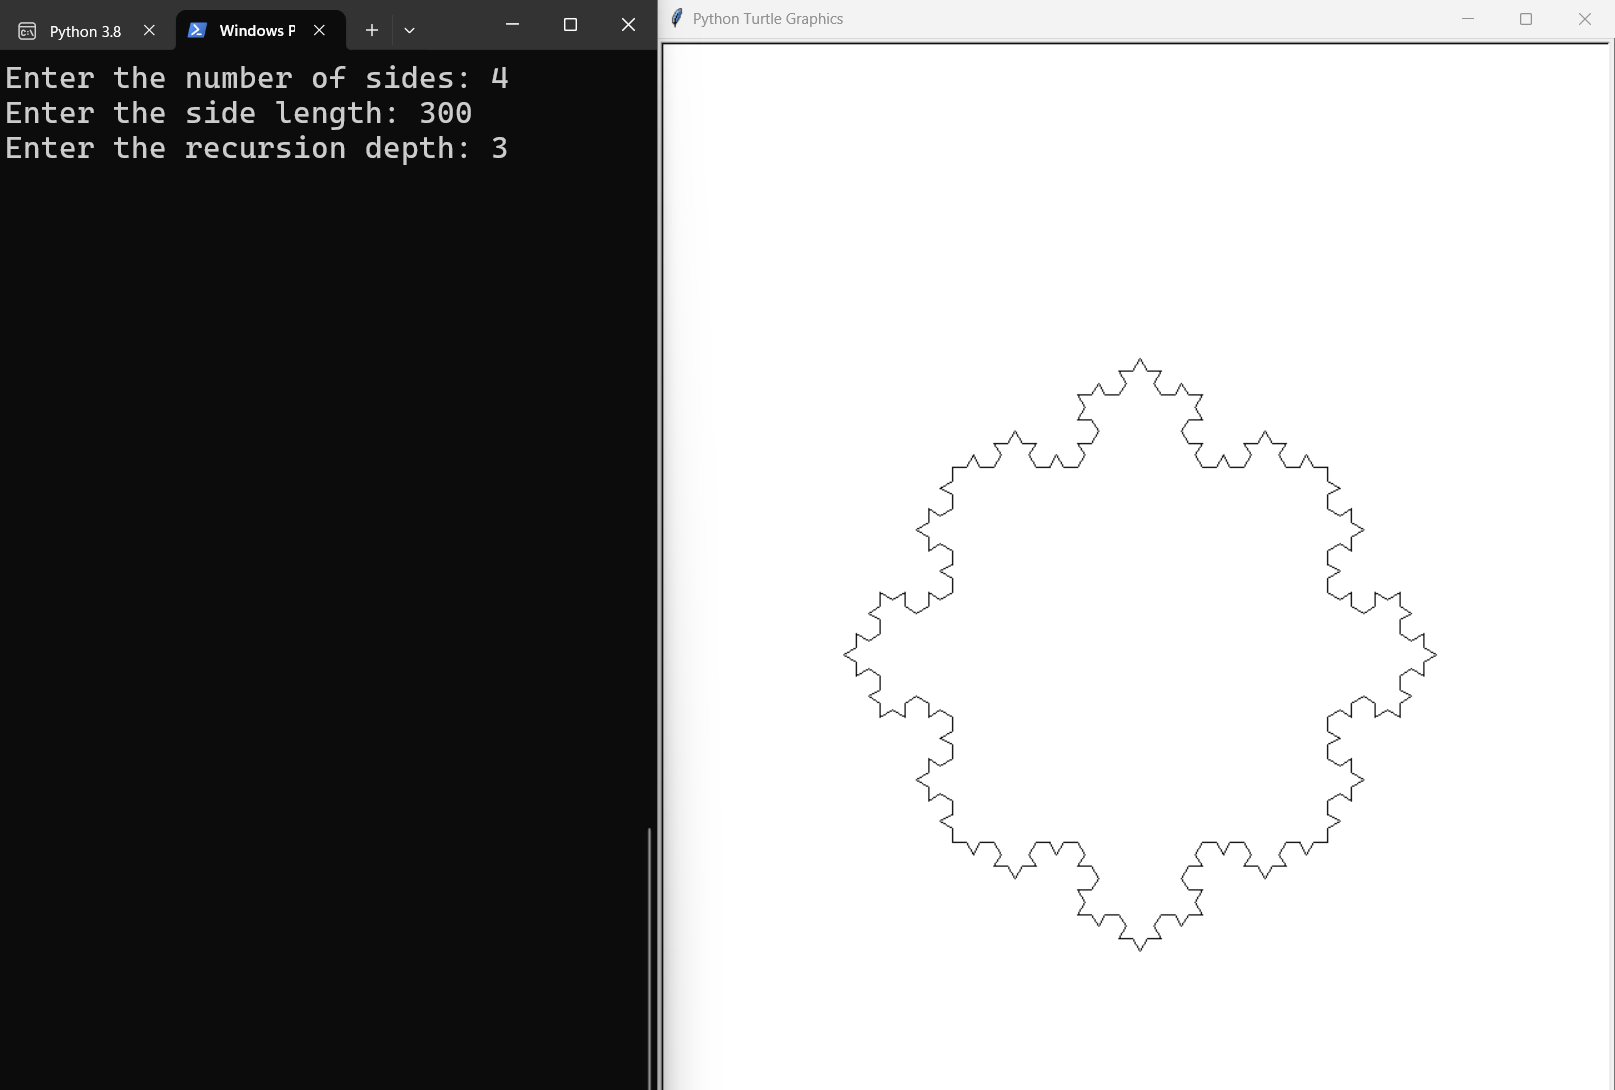 Python 3.8
Windows P
Enter the number of sides: 4
Enter the side length: 300
Enter the recursion depth: 3
Python Turtle Graphics